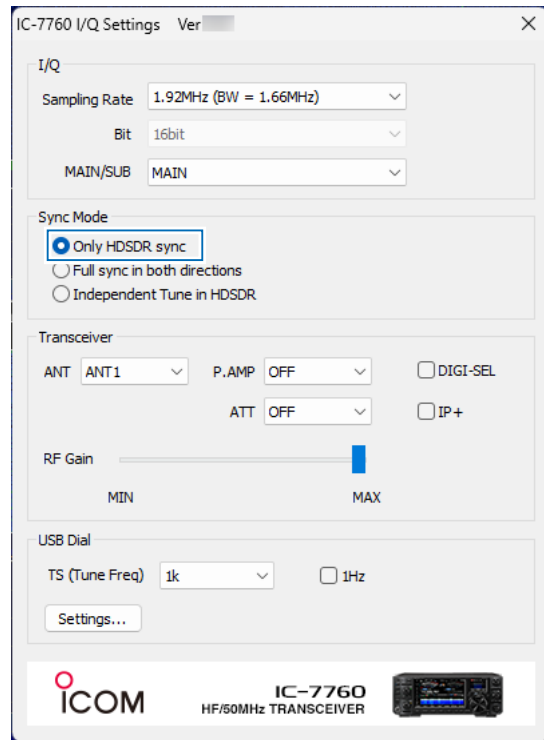 IC-7760 I/Q Settings Ver
I/Q
Sampling Rate 1.92MHz (BW = 1.66MHz)
Bit 16bit
MAIN/SUB MAIN
Sync Mode
Only HDSDR sync
Full sync in both directions
Independent Tune in HDSDR
Transceiver
ANT ANT1 P.AMP OFF DIGI-SEL
ATT OFF IP+
RF Gain
MIN MAX
USB Dial
TS (Tune Freq) 1k 1Hz
Settings...
ICOM IC-7760
HF/50MHz TRANSCEIVER